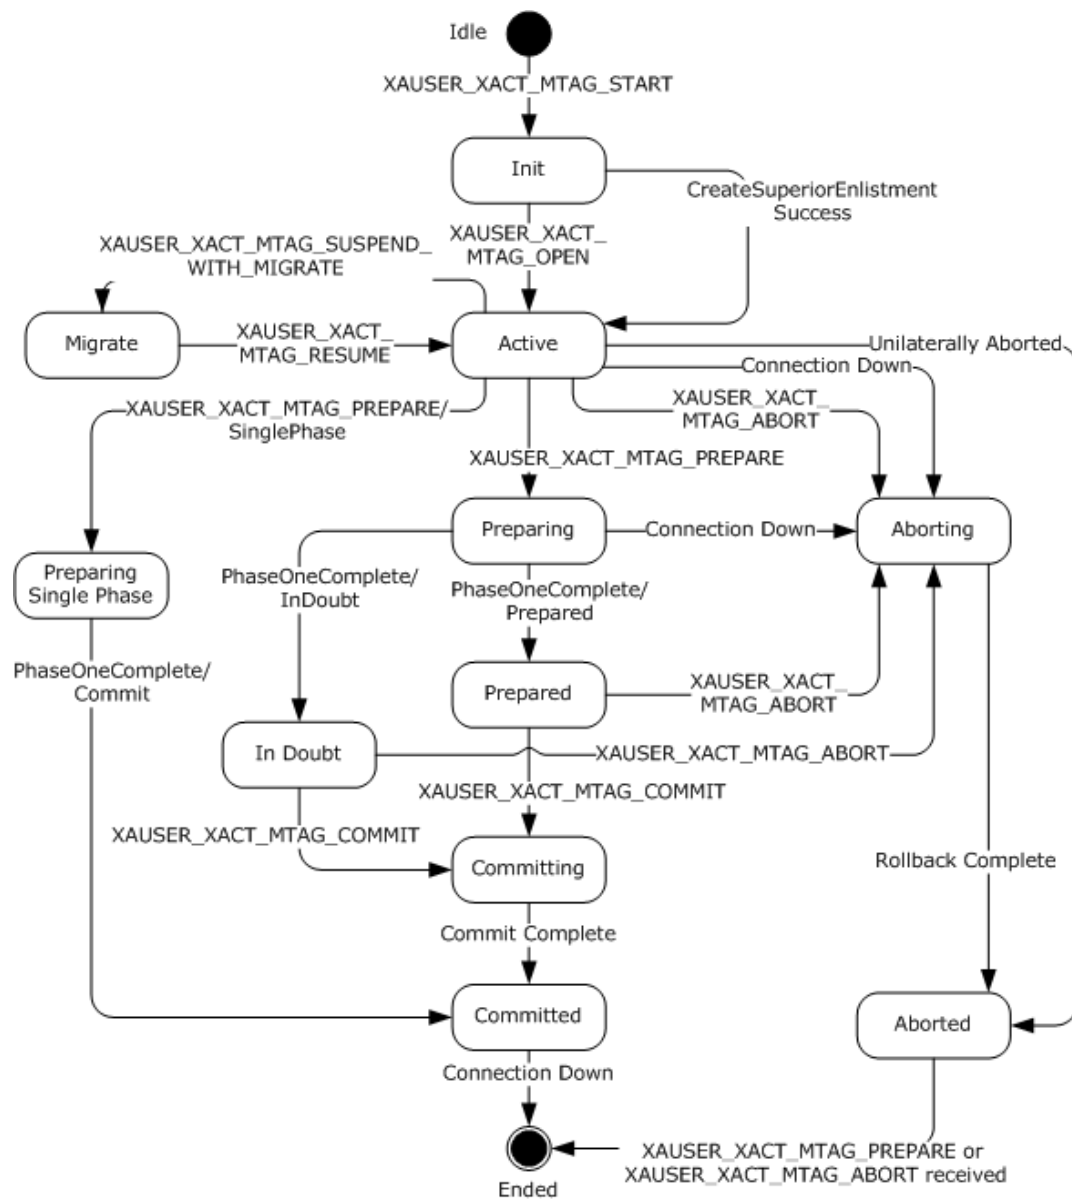 Idle
XAUSER_XACT_MTAG_START
Init
CreateSuperiorEnlistment
Success
XAUSER_XACT_
MTAG_OPEN
XAUSER_XACT_MTAG_SUSPEND_
WITH_MIGRATE
Migrate
XAUSER_XACT_
MTAG_RESUME
Active
Unilaterally Aborted
Connection Down
XAUSER_XACT_
MTAG_ABORT
XAUSER_XACT_MTAG_PREPARE/
SinglePhase
XAUSER_XACT_MTAG_PREPARE
Preparing
Connection Down
Aborting
Preparing
Single Phase
PhaseOneComplete/
InDoubt
PhaseOneComplete/
Prepared
PhaseOneComplete/
Commit
Prepared
XAUSER_XACT_
MTAG_ABORT
In Doubt
XAUSER_XACT_MTAG_ABORT
XAUSER_XACT_MTAG_COMMIT
XAUSER_XACT_MTAG_COMMIT
Committing
Rollback Complete
Commit Complete
Committed
Aborted
Connection Down
XAUSER_XACT_MTAG_PREPARE or
XAUSER_XACT_MTAG_ABORT received
Ended